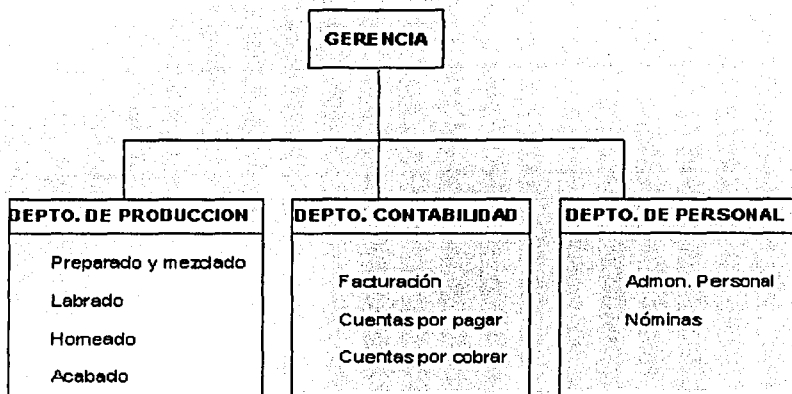 GERENCIA
DEPTO. DE PRODUCCION
Preparado y mezclado
Labrado
Horneado
Acabado
DEPTO. CONTABILIDAD
Facturación
Cuentas por pagar
Cuentas por cobrar
DEPTO. DE PERSONAL
Admon. Personal
Nóminas